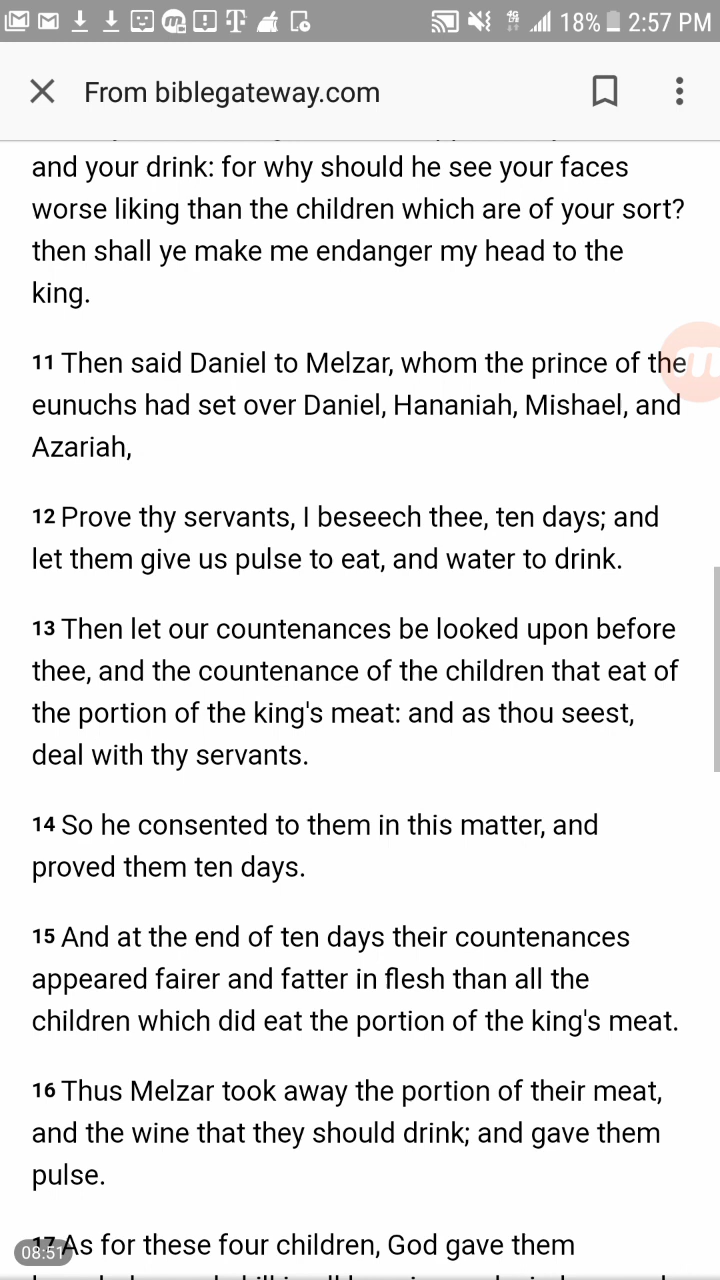 18% 2:57 PM
From biblegateway.com
and your drink: for why should he see your faces
worse liking than the children which are of your sort?
then shall ye make me endanger my head to the
king.
11 Then said Daniel to Melzar, whom the prince of the
eunuchs had set over Daniel, Hananiah, Mishael, and
Azariah,
12 Prove thy servants, I beseech thee, ten days; and
let them give us pulse to eat, and water to drink.
13 Then let our countenances be looked upon before
thee, and the countenance of the children that eat of
the portion of the king's meat: and as thou seest,
deal with thy servants.
14 So he consented to them in this matter, and
proved them ten days.
15 And at the end of ten days their countenances
appeared fairer and fatter in flesh than all the
children which did eat the portion of the king's meat.
16 Thus Melzar took away the portion of their meat,
and the wine that they should drink; and gave them
pulse.
17 As for these four children, God gave them
08:51